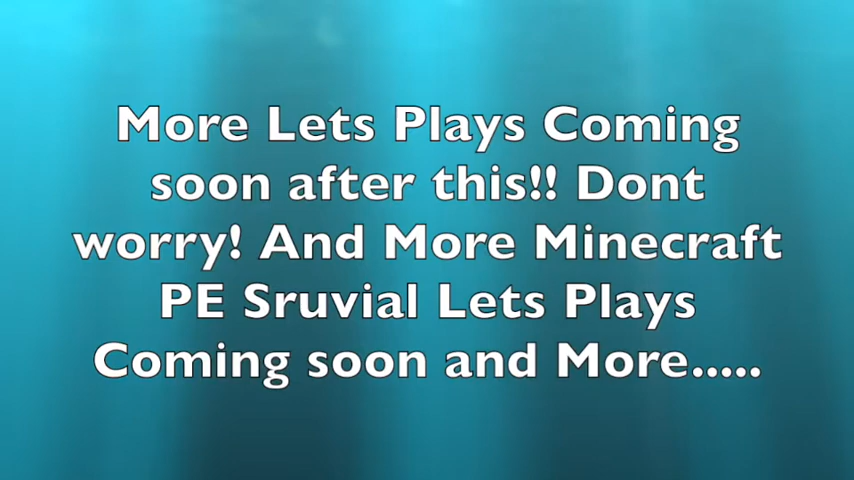 More Lets Plays Coming
soon after this!! Dont
worry! And More Minecraft
PE Sruvial Lets Plays
Coming soon and More.....